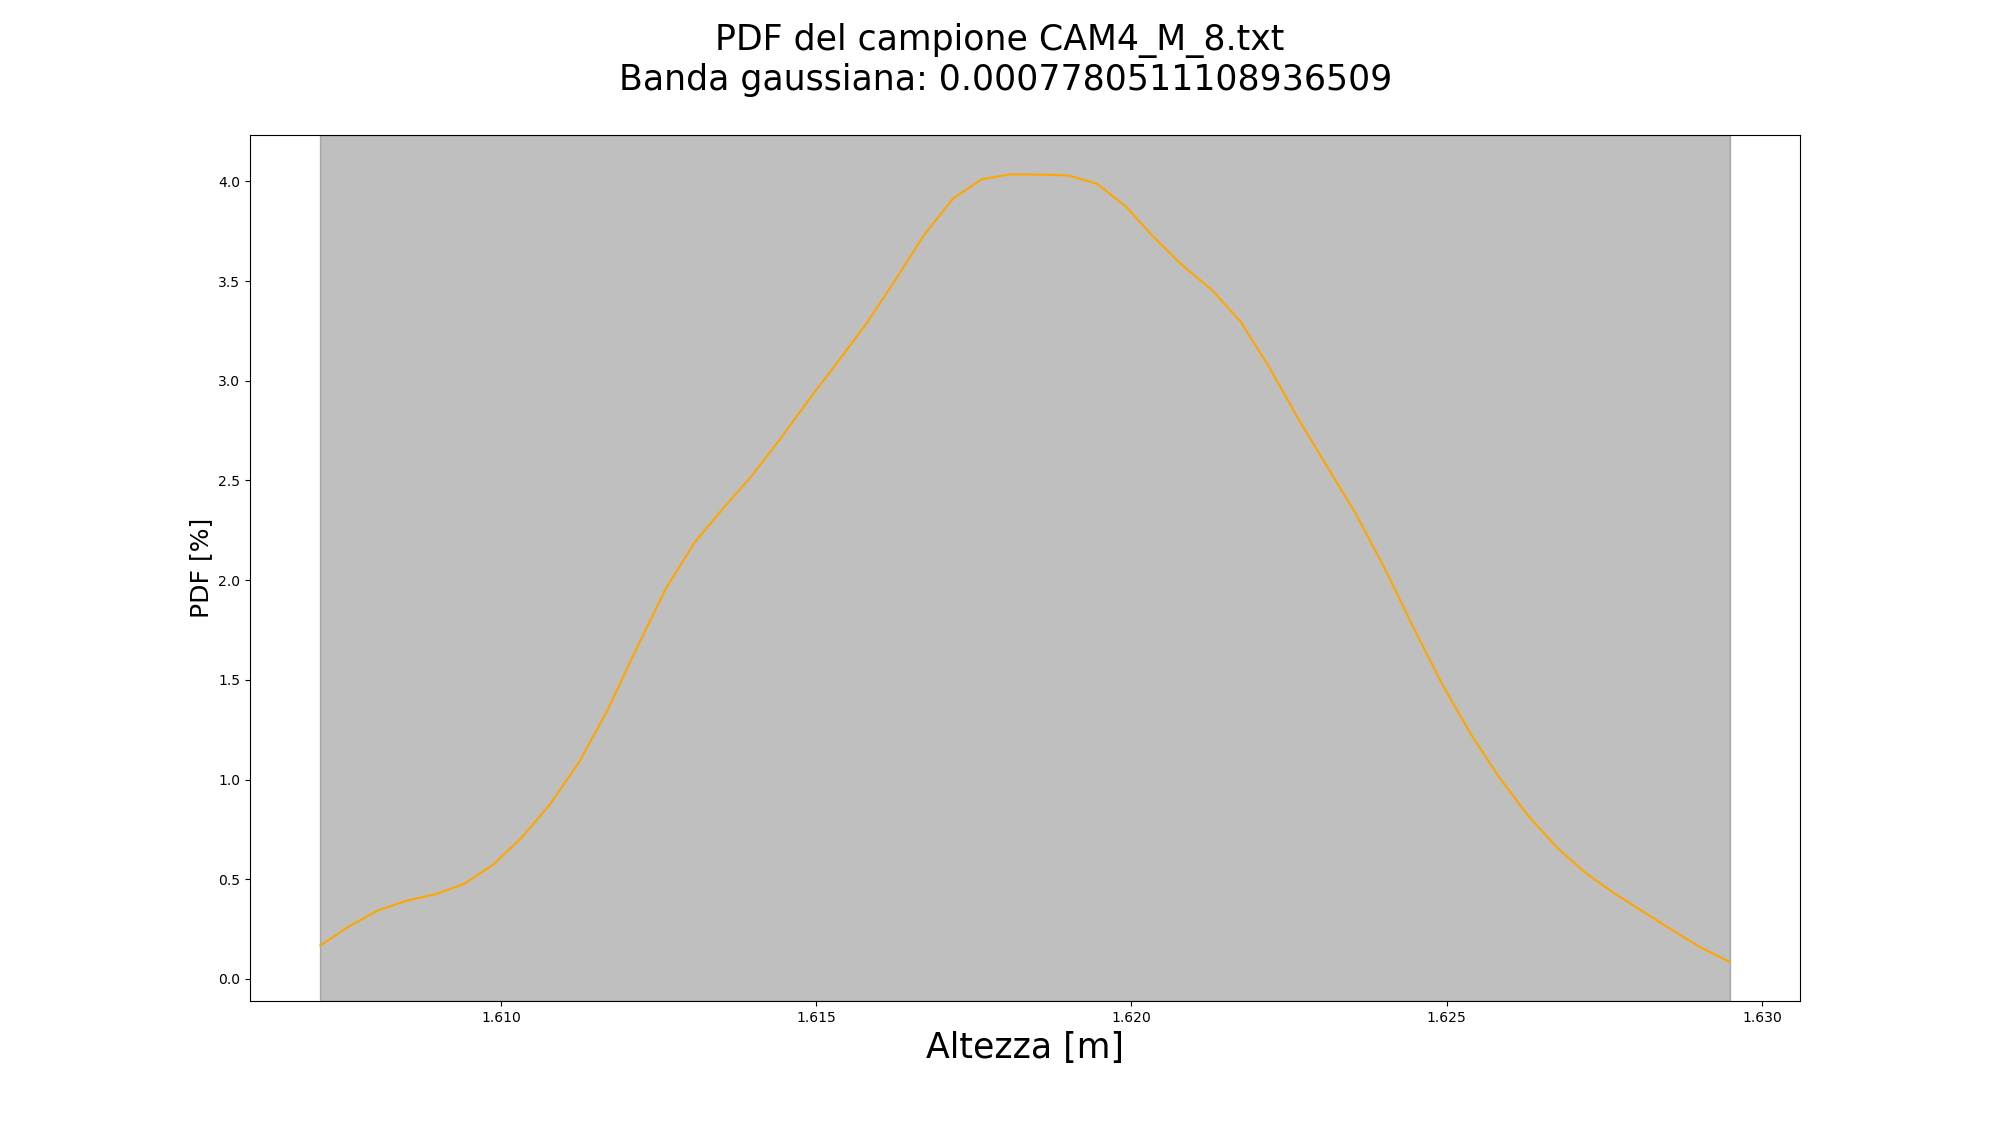 PDF del campione CAM4_M_8.txt
Banda gaussiana: 0.0007780511108936509
4.0
3.5
3.0
2.5
2.0
1.5
1.0
0.5
0.0
PDF [%]
1.610 1.615 1.620 1.625 1.630
Altezza [m]